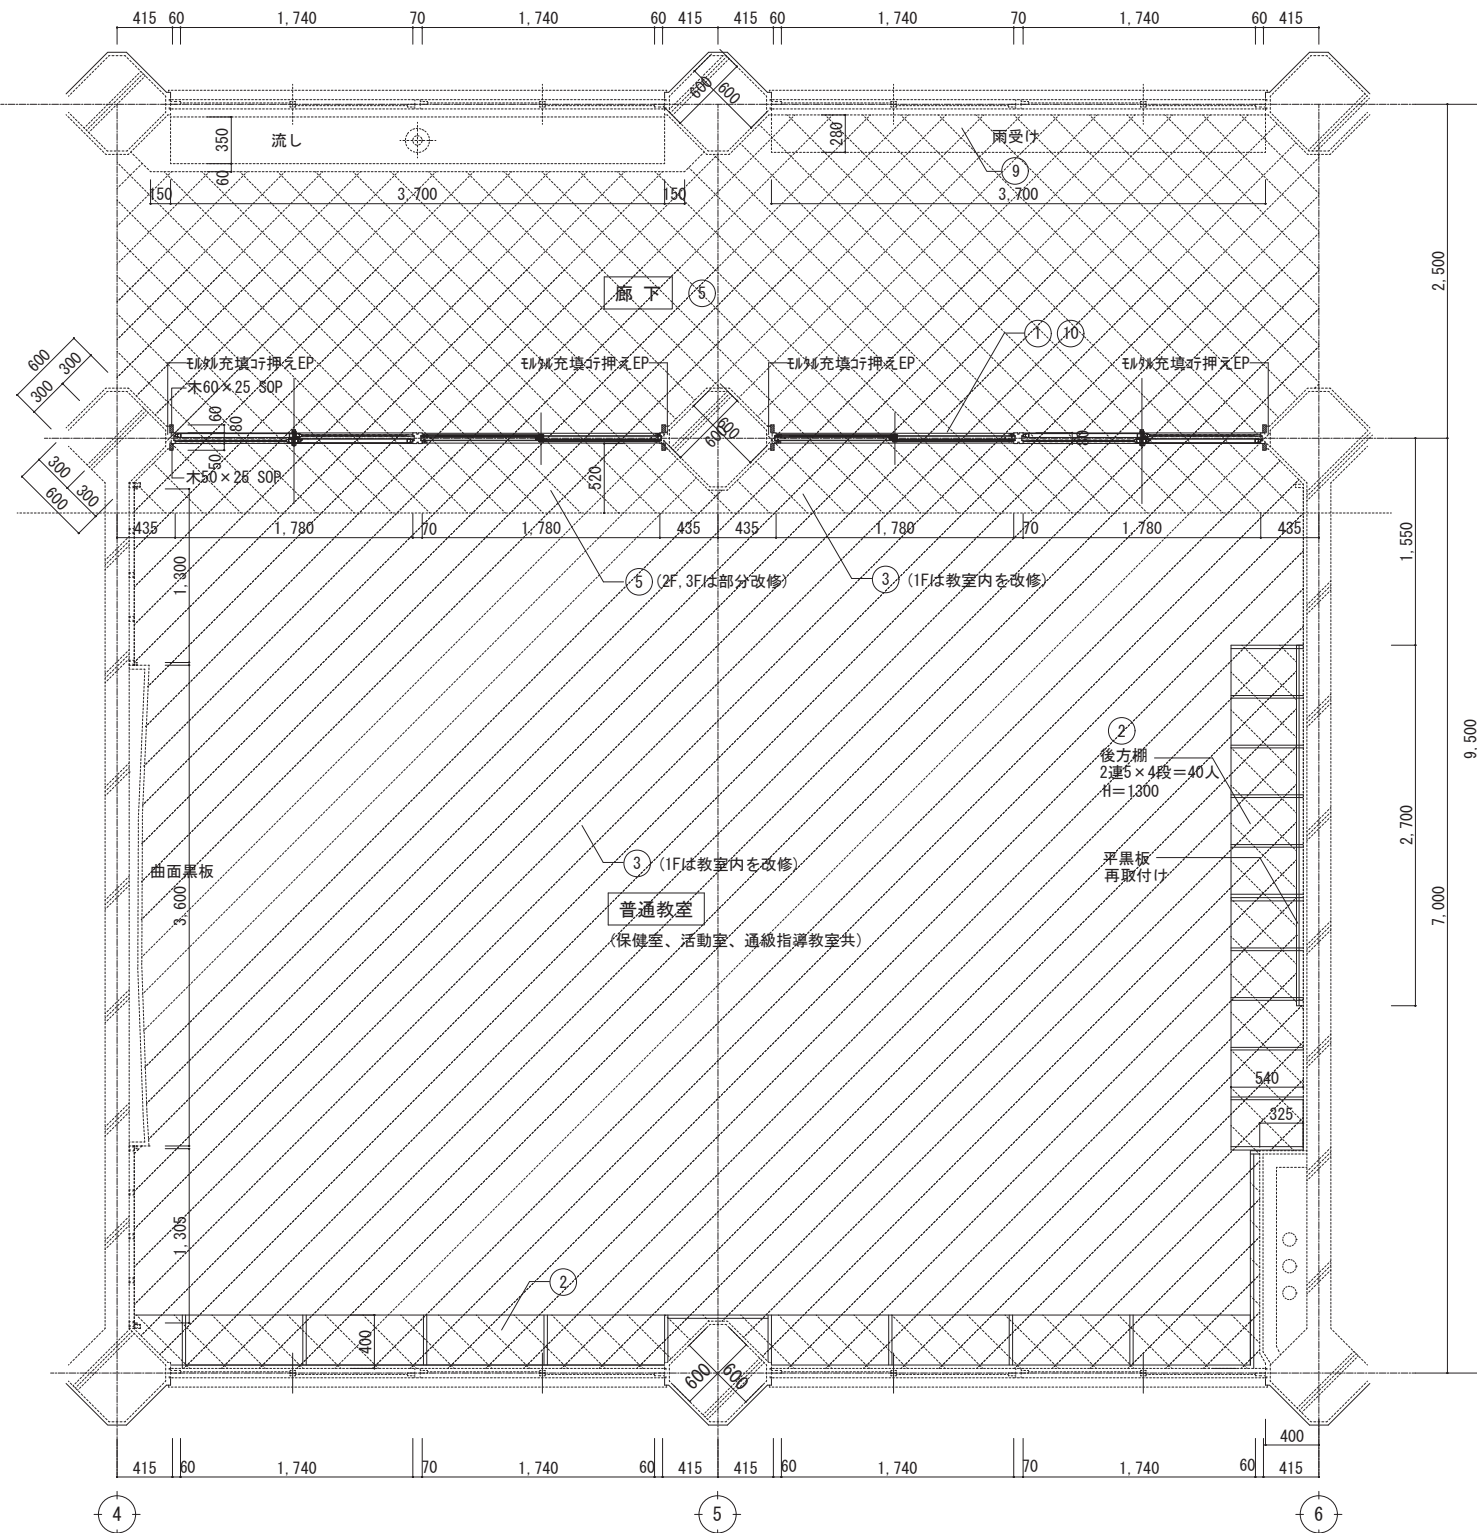 415 60 1,740 70 1,740 60 415 415 60 1,740 70 1,740 60 415
600 600
350 流し
280 雨受け
60
9
150 3,700 150
3,700
2,500
廊 下 5
1 10
600 300
300
ﾓﾙﾀﾙ充填ｺﾃ押えEP ﾓﾙﾀﾙ充填ｺﾃ押えEP ﾓﾙﾀﾙ充填ｺﾃ押えEP ﾓﾙﾀﾙ充填ｺﾃ押えEP
木60×25 SOP
60
80
50
600 600
80
木50×25 SOP
300
300
600
520
435 1,780 70 1,780 435 435 1,780 70 1,780 435
1,550
1,300
5 (2F,3Fは部分改修)
3 (1Fは教室内を改修)
2
後方棚
2連5×4段＝40人
H＝1300
9,500
2,700
平黒板
再取付け
曲面黒板
3,600
3 (1Fは教室内を改修)
普通教室
(保健室、活動室、通級指導教室共)
7,000
540
325
1,305
2
400
600 600
400
415 60 1,740 70 1,740 60 415 415 60 1,740 70 1,740 60 415
4 5 6